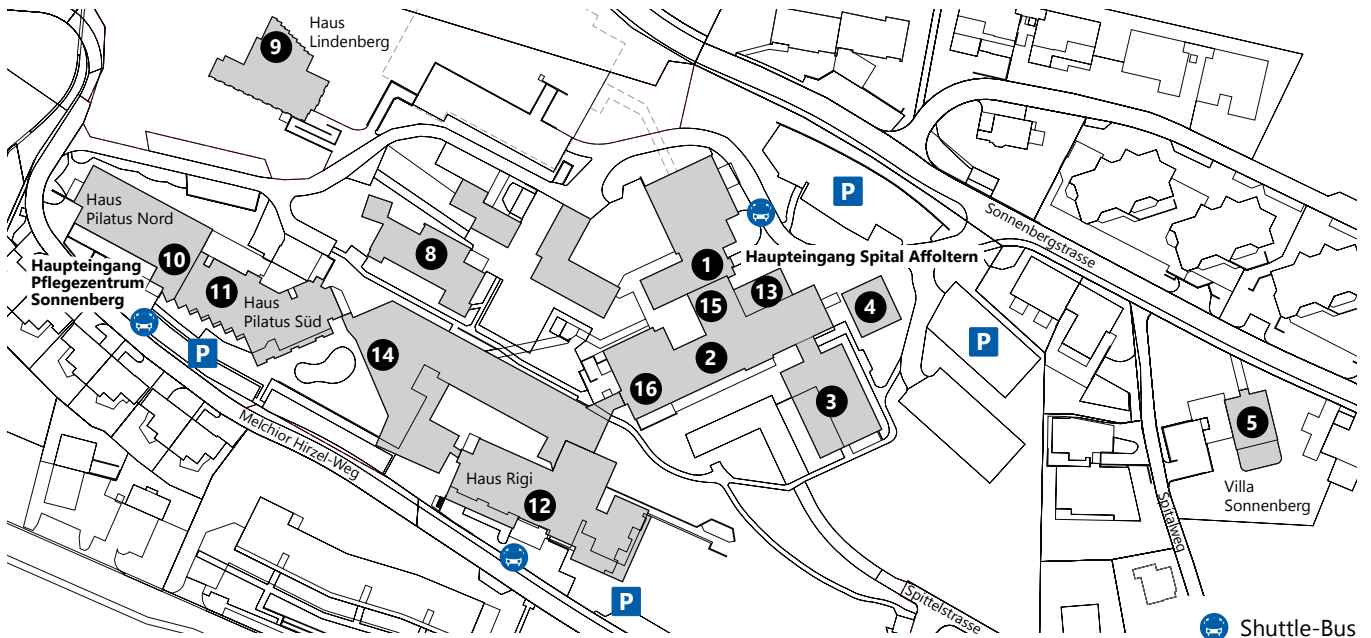 Haus
Lindenberg
9
P
Haus
Pilatus Nord
Sonnenbergstrasse
8
1
Haupteingang Spital Affoltern
10
Haupteingang
Pflegezentrum
Sonnenberg
11
Haus
Pilatus Süd
13
15
4
P
14
2
P
16
3
Melchior Hirzel-Weg
5
Haus Rigi
12
Villa
Sonnenberg
Spitalweg
P
Spittelstrasse
Shuttle-Bus